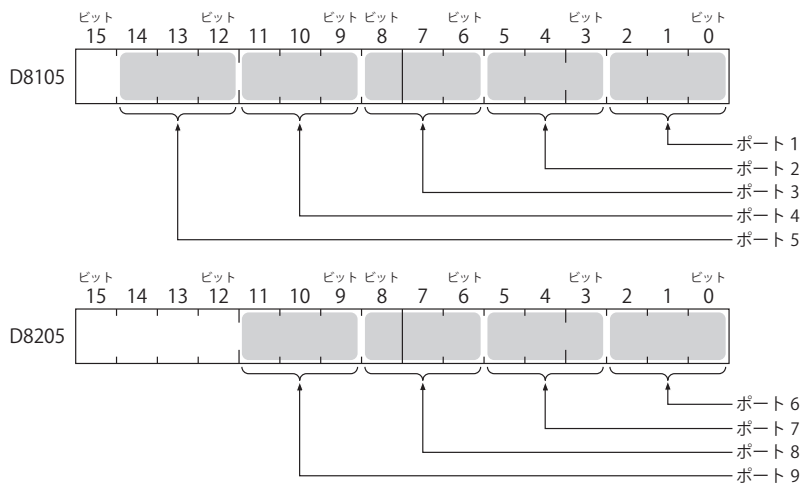 ビット ビット ビット ビット ビット ビット ビット
15 14 13 12 11 10 9 8 7 6 5 4 3 2 1 0
D8105
ポート 1
ポート 2
ポート 3
ポート 4
ポート 5
ビット ビット ビット ビット ビット ビット ビット
15 14 13 12 11 10 9 8 7 6 5 4 3 2 1 0
D8205
ポート 6
ポート 7
ポート 8
ポート 9